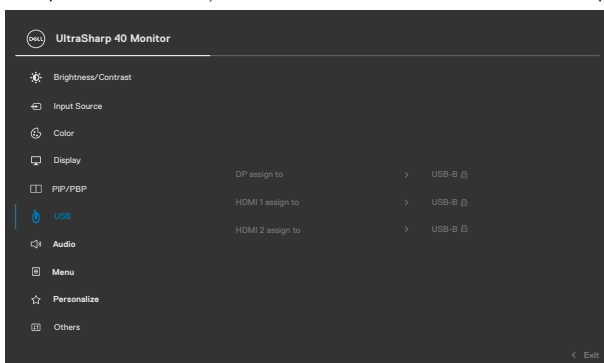 DELL UltraSharp 40 Monitor
Brightness/Contrast
Input Source
Color
Display
DP assign to > USB-B
PIP/PBP
HDMI 1 assign to > USB-B
USB
HDMI 2 assign to > USB-B
Audio
Menu
Personalize
Others
< Exit